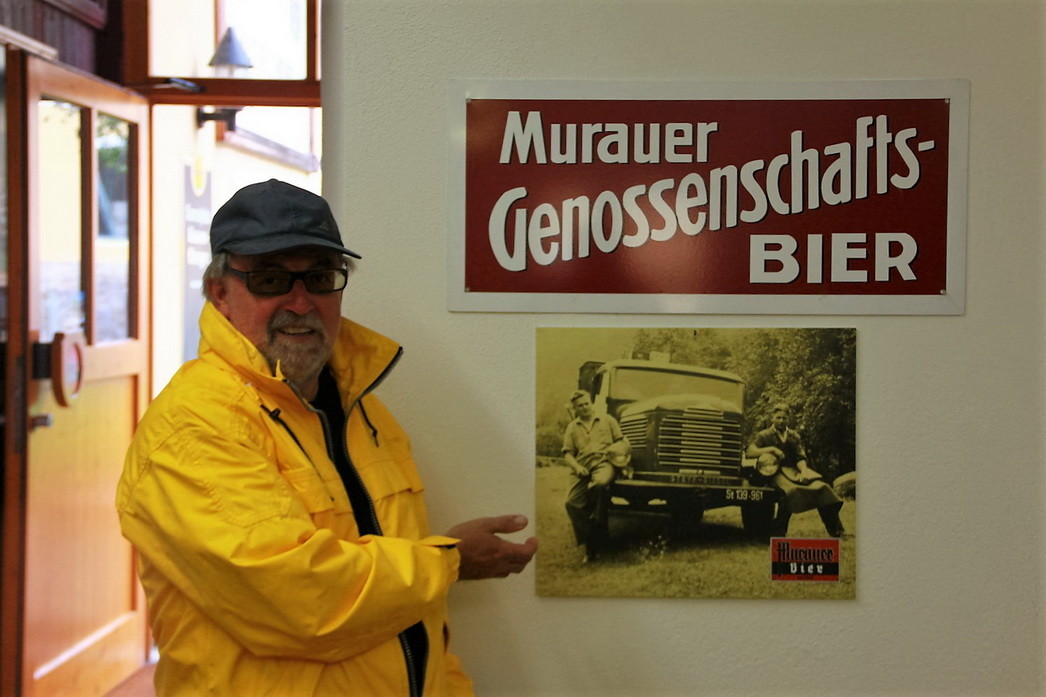 Murauer
Genossenschafts-
BIER
St 139·961
Murauer
Bier